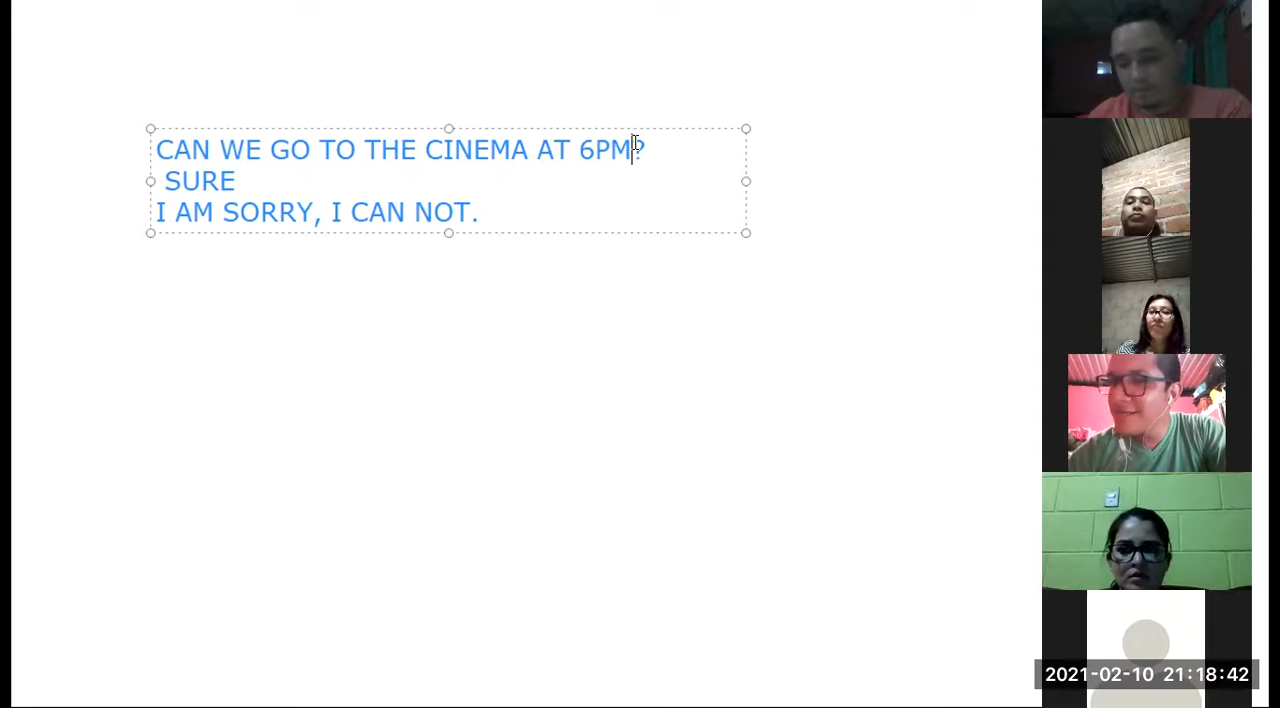 CAN WE GO TO THE CINEMA AT 6PM?
SURE
I AM SORRY, I CAN NOT.
2021-02-10 21:18:42